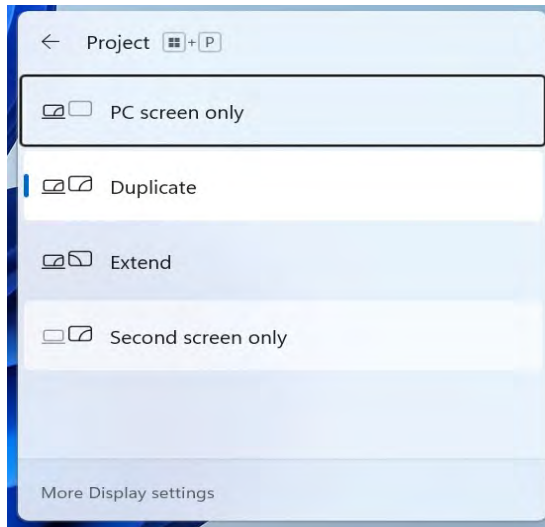 Project + P
PC screen only
Duplicate
Extend
Second screen only
More Display settings